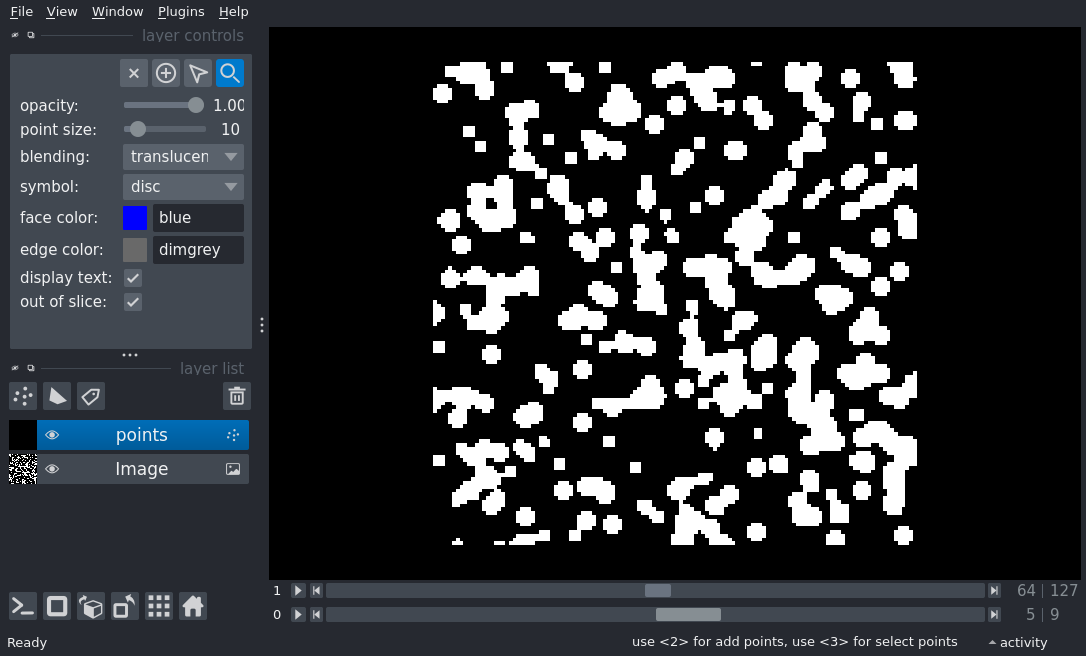 File View Window Plugins Help
layer controls
opacity: 1.00
point size: 10
blending: translucen
symbol: disc
face color: blue
edge color: dimgrey
display text:
out of slice:
layer list
points
Image
1 64 | 127
0 5 | 9
Ready use <2> for add points, use <3> for select points activity